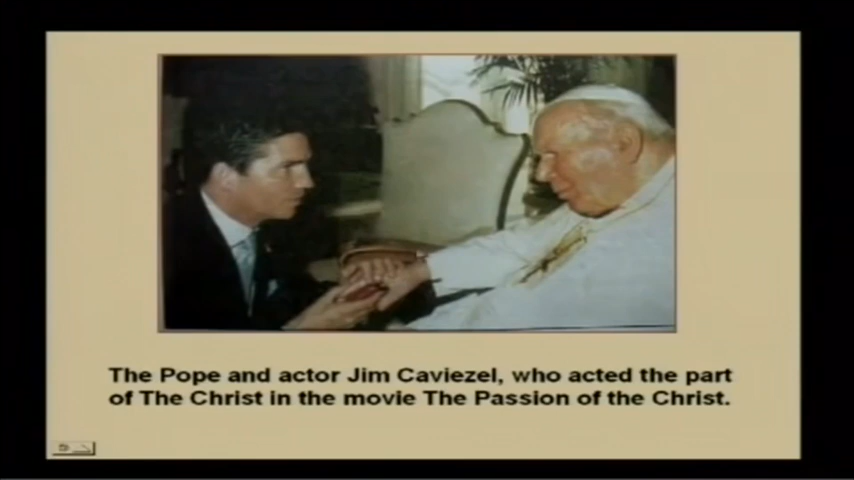 The Pope and actor Jim Caviezel, who acted the part
of The Christ in the movie The Passion of the Christ.